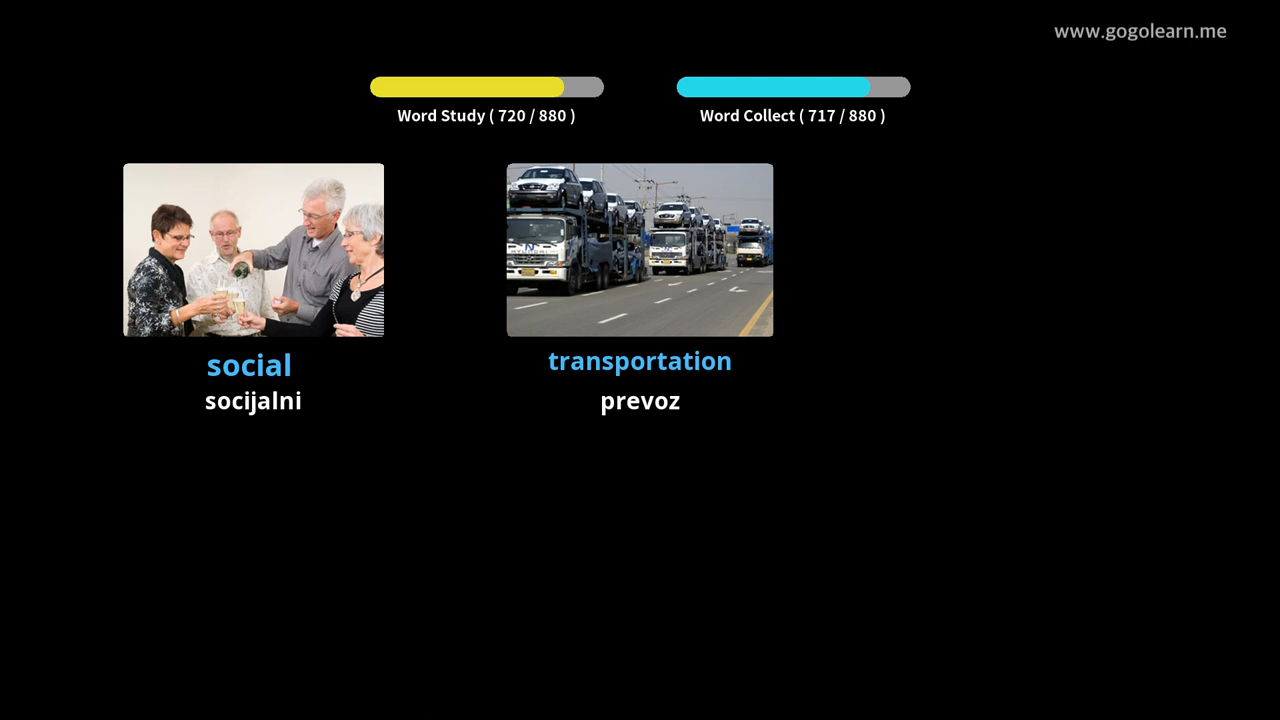 www.gogolearn.me
Word Study ( 720 / 880 )
Word Collect ( 717 / 880 )
social
socijalni
transportation
prevoz